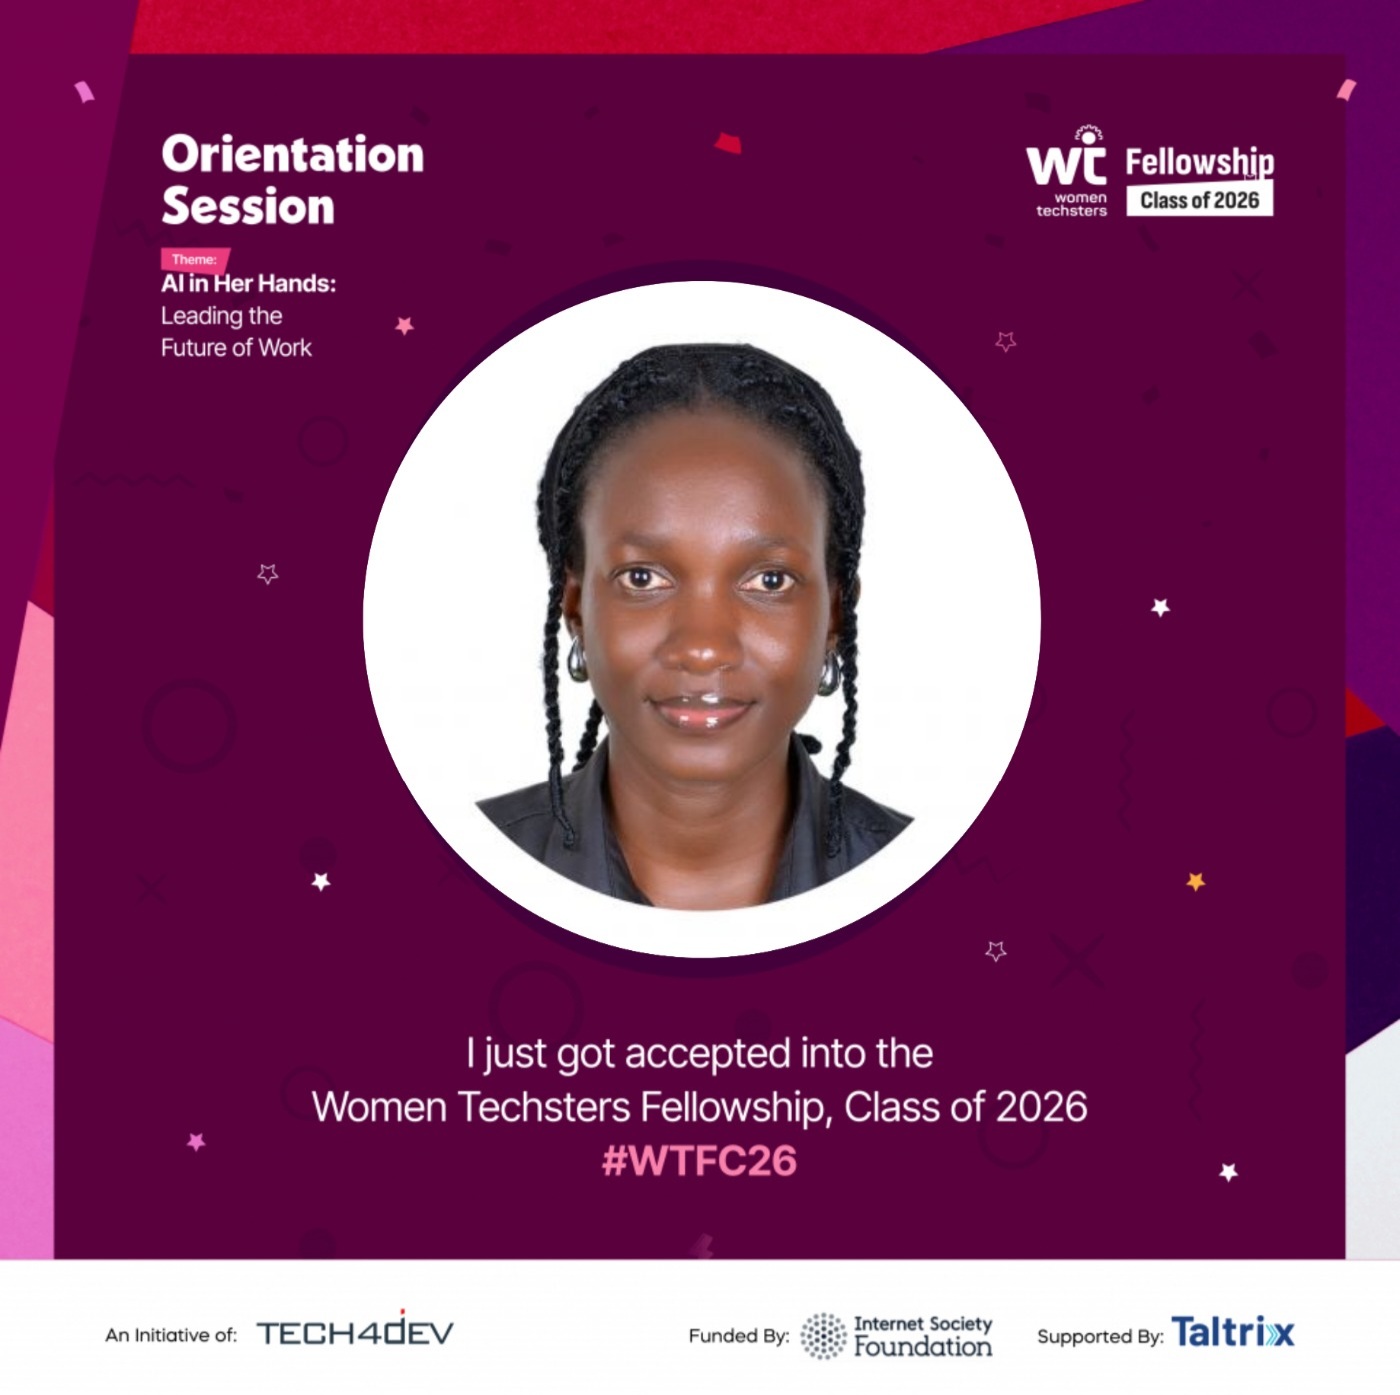 Orientation
Session
Theme:
AI in Her Hands:
Leading the
Future of Work
wt
women
techsters
Fellowship
Class of 2026
I just got accepted into the
Women Techsters Fellowship, Class of 2026
#WTFC26
An Initiative of: TECH4DEV
Funded By: Internet Society
Foundation
Supported By: Taltrix